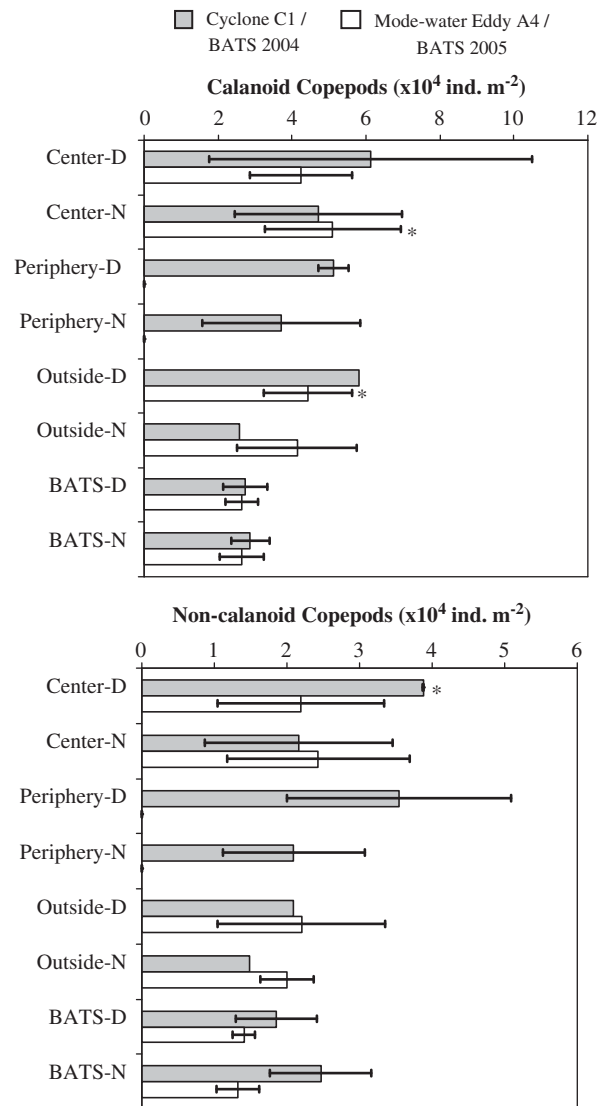 Cyclone C1 /
BATS 2004
Mode-water Eddy A4 /
BATS 2005
Calanoid Copepods (x10⁴ ind. m⁻²)
0 2 4 6 8 10 12
Center-D
Center-N
*
Periphery-D
Periphery-N
Outside-D
*
Outside-N
BATS-D
BATS-N
Non-calanoid Copepods (x10⁴ ind. m⁻²)
0 1 2 3 4 5 6
Center-D
*
Center-N
Periphery-D
Periphery-N
Outside-D
Outside-N
BATS-D
BATS-N